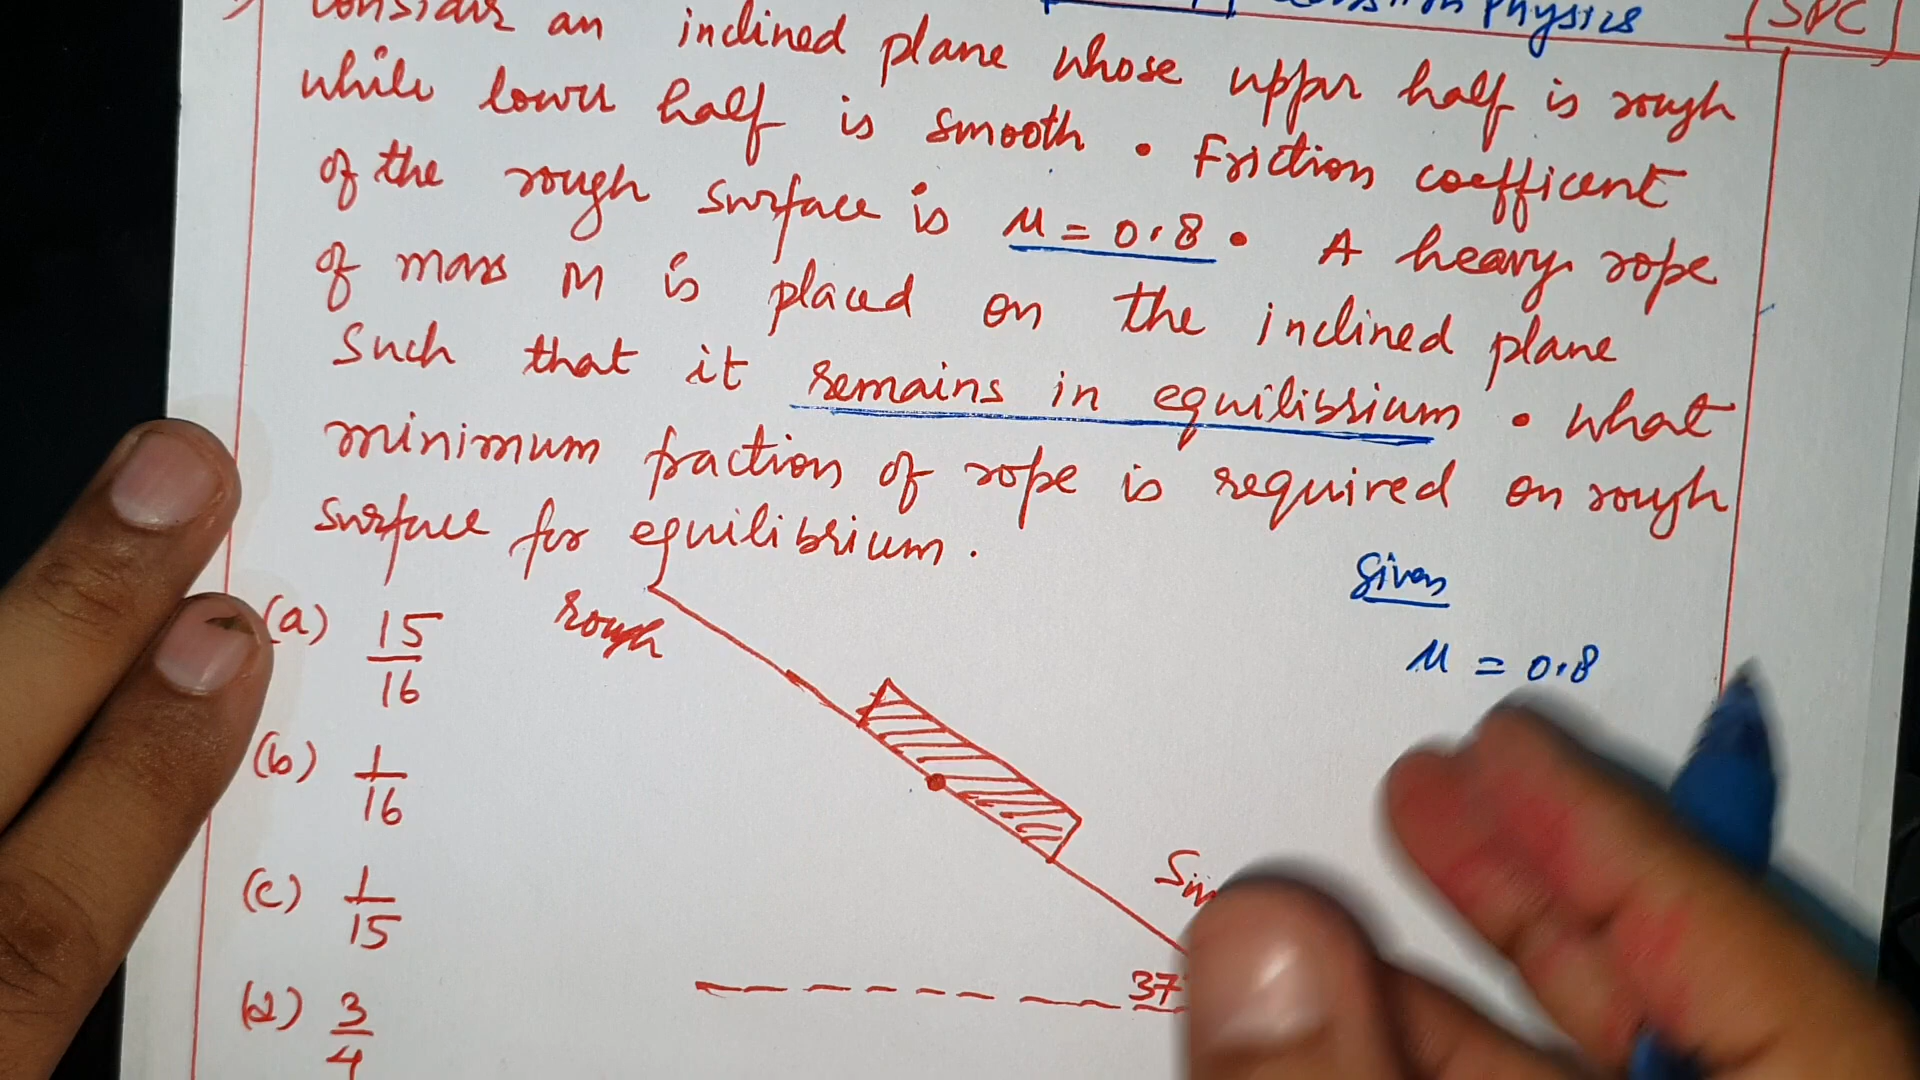 Consider an inclined plane whose upper half is rough
while lower half is smooth . Friction coefficent
of the rough surface is μ = 0.8 . A heavy rope
of mass M is placed on the inclined plane
Such that it remains in equilibrium . what
minimum fraction of rope is required on rough
surface for equilibrium .
Physics
SPC
Given
μ = 0.8
(a) 15/16
(b) 1/16
(c) 1/15
(d) 3/4
rough
37